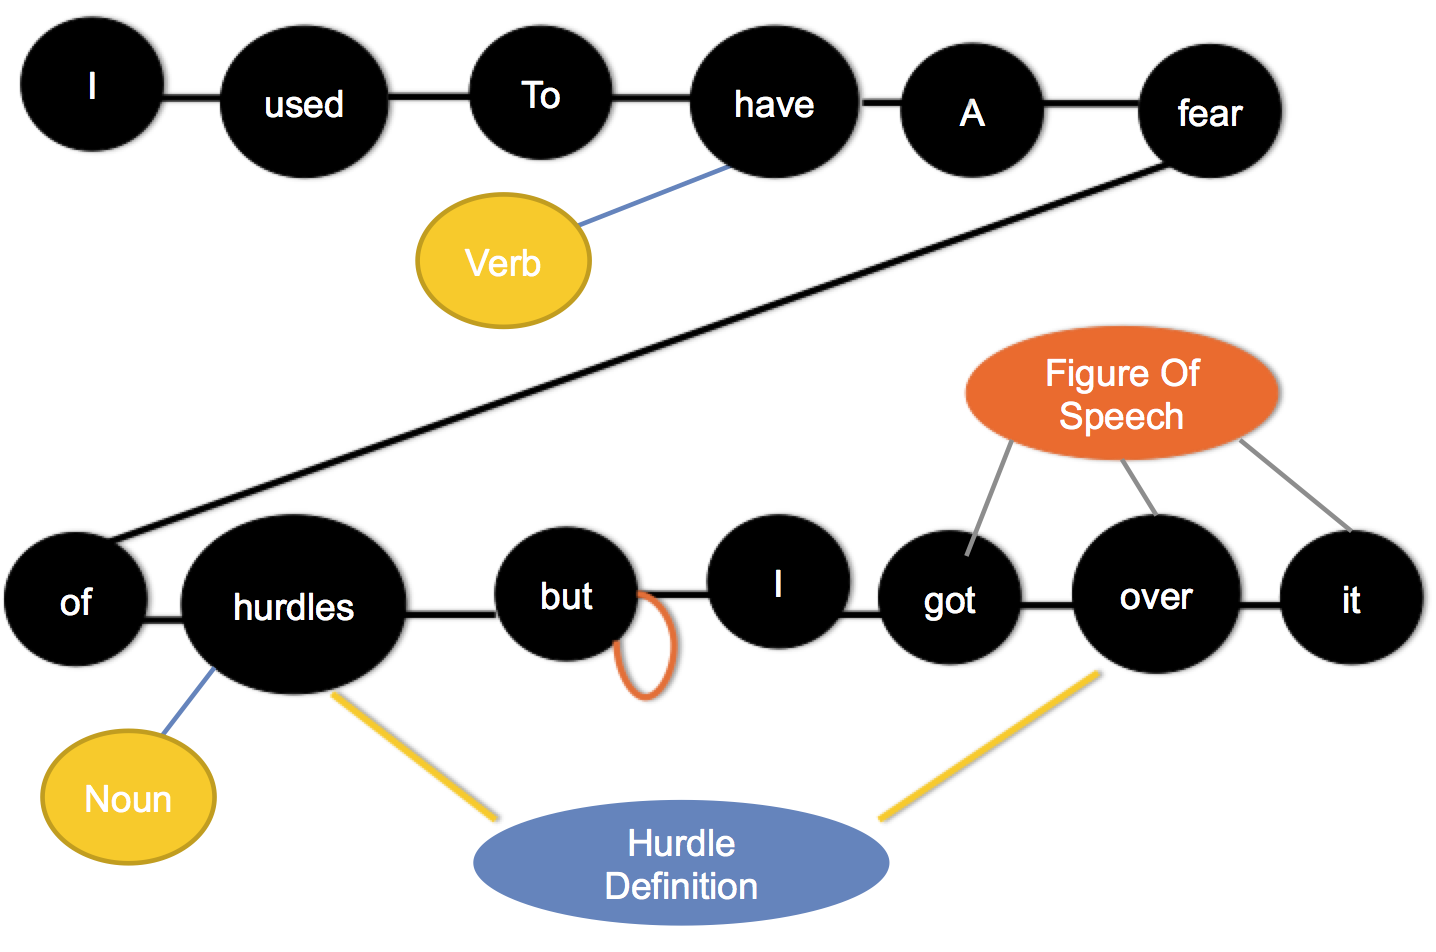 I used To have A fear
Verb
Figure Of
Speech
of hurdles but I got over it
Noun
Hurdle
Definition